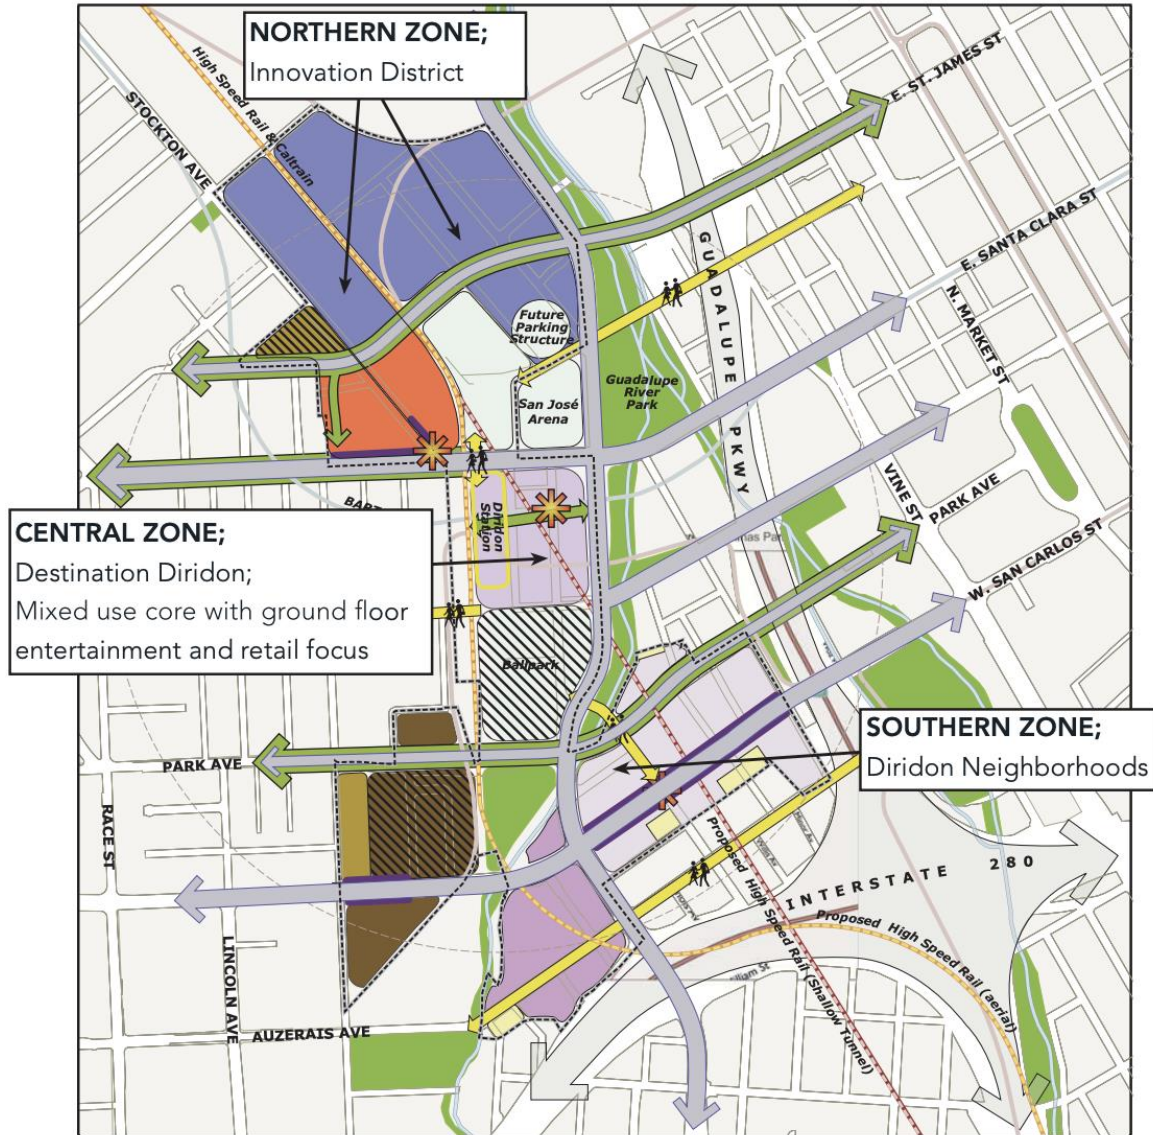 NORTHERN ZONE;
Innovation District
High Speed Rail & Caltrain
STOCKTON AVE
E. ST. JAMES ST
E. SANTA CLARA ST
N. MARKET ST
GUADALUPE PKWY
Future
Parking
Structure
San José
Arena
Guadalupe
River
Park
VINE ST
PARK AVE
W. SAN CARLOS ST
Diridon
Station
CENTRAL ZONE;
Destination Diridon;
Mixed use core with ground floor
entertainment and retail focus
Ballpark
SOUTHERN ZONE;
Diridon Neighborhoods
PARK AVE
RACE ST
LINCOLN AVE
AUZERAIS AVE
INTERSTATE 280
Proposed High Speed Rail (Shallow Tunnel)
Proposed High Speed Rail (aerial)